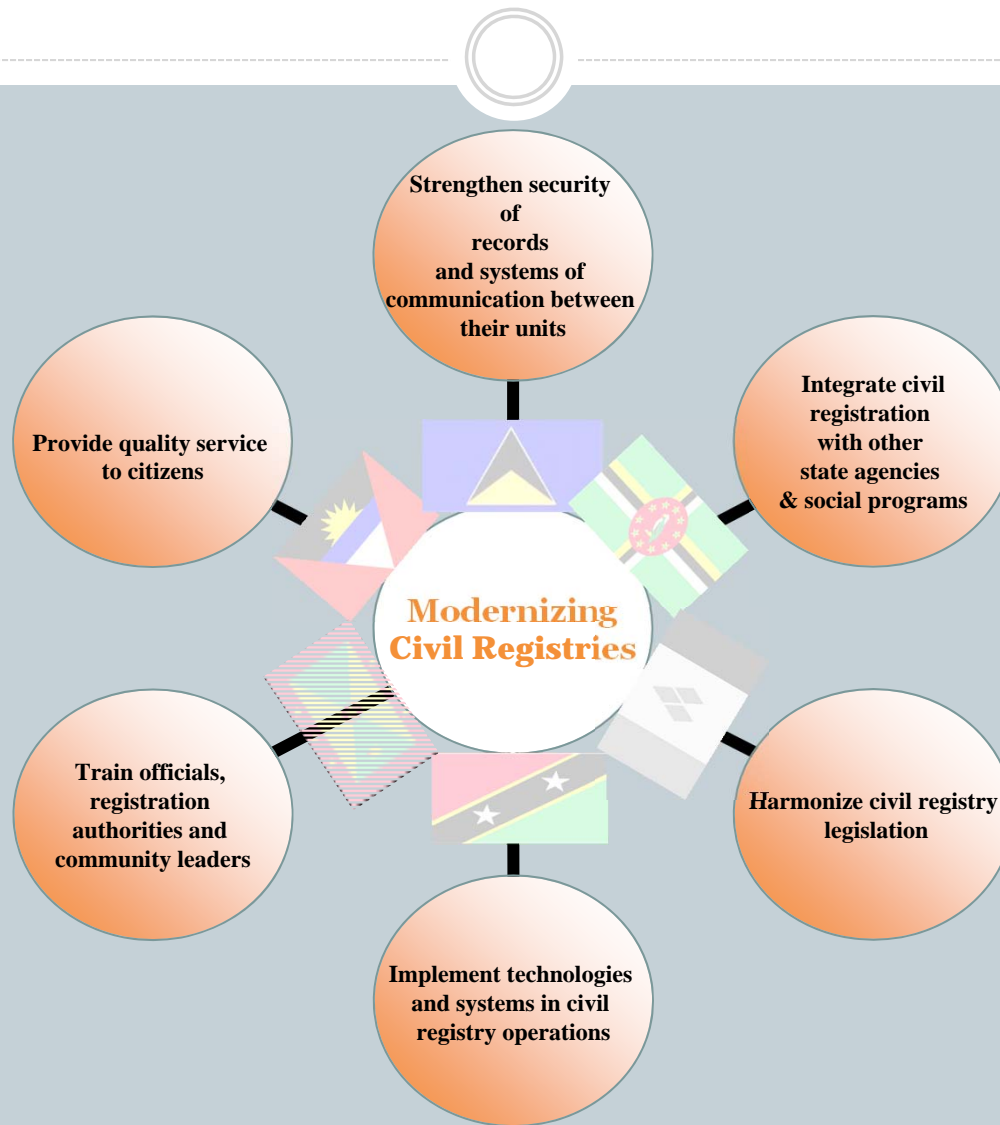 Strengthen security
of
records
and systems of
communication between
their units
Integrate civil
registration
with other
state agencies
& social programs
Harmonize civil registry
legislation
Implement technologies
and systems in civil
registry operations
Train officials,
registration
authorities and
community leaders
Provide quality service
to citizens
Modernizing
Civil Registries